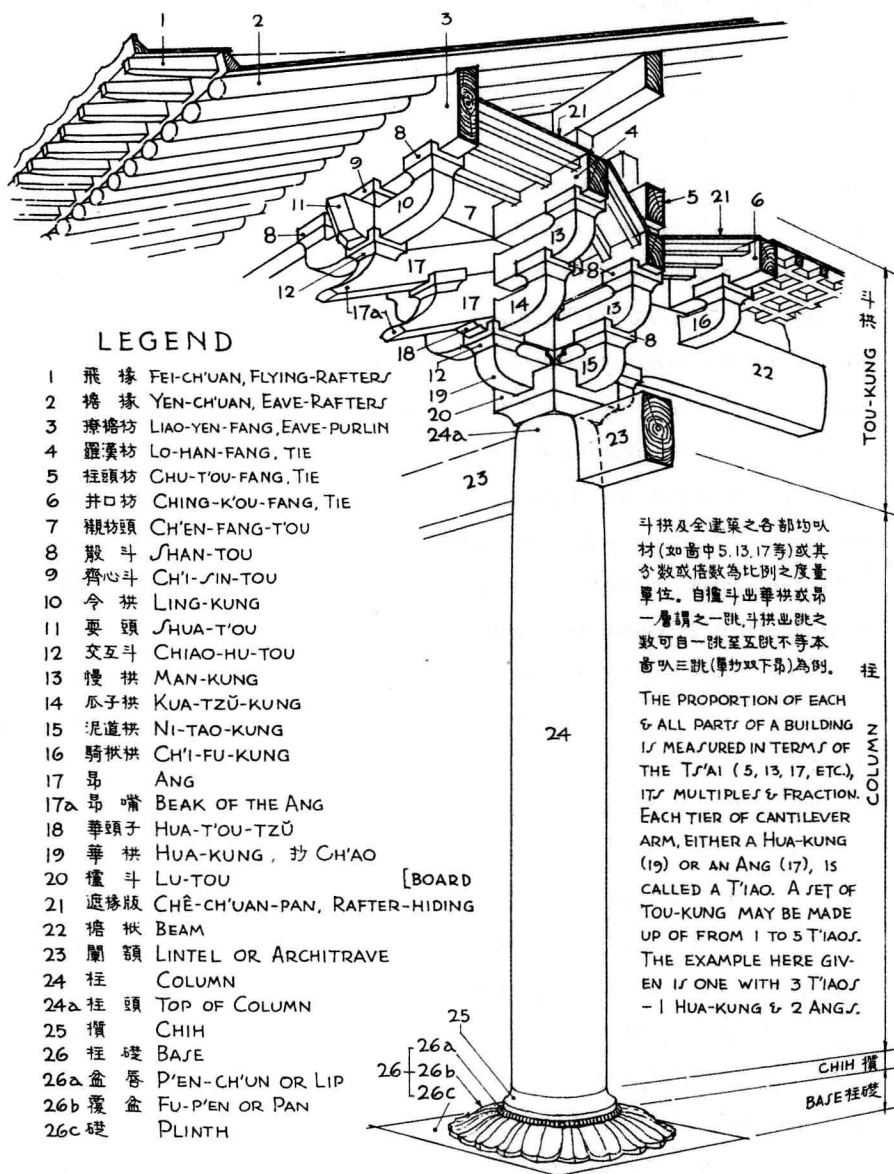 1 2 3
21
8 4
9
11 10 5 21 6
8 7
13
12 17 8
17a 17 14 13 16
18 8
12 15 22
19
20
24a 23
23
24
斗栱 TOU-KUNG
柱 COLUMN
CHIH 櫍
BASE 柱礎
25
26a
26 26b
26c
LEGEND
1 飛椽 FEI-CH'UAN, FLYING-RAFTERS
2 檐椽 YEN-CH'UAN, EAVE-RAFTERS
3 撩檐枋 LIAO-YEN-FANG, EAVE-PURLIN
4 羅漢枋 LO-HAN-FANG, TIE
5 柱頭枋 CHU-T'OU-FANG, TIE
6 井口枋 CHING-K'OU-FANG, TIE
7 襯枋頭 CH'EN-FANG-T'OU
8 散斗 SHAN-TOU
9 齊心斗 CH'I-SIN-TOU
10 令栱 LING-KUNG
11 耍頭 SHUA-T'OU
12 交互斗 CHIAO-HU-TOU
13 慢栱 MAN-KUNG
14 瓜子栱 KUA-TZŬ-KUNG
15 泥道栱 NI-TAO-KUNG
16 騎栿栱 CH'I-FU-KUNG
17 昂 ANG
17a 昂嘴 BEAK OF THE ANG
18 華頭子 HUA-T'OU-TZŬ
19 華栱 HUA-KUNG, 抄 CH'AO
20 櫨斗 LU-TOU [BOARD
21 遮椽版 CHÊ-CH'UAN-PAN, RAFTER-HIDING
22 檐栿 BEAM
23 闌額 LINTEL OR ARCHITRAVE
24 柱 COLUMN
24a 柱頭 TOP OF COLUMN
25 櫍 CHIH
26 柱礎 BASE
26a 盆唇 P'EN-CH'UN OR LIP
26b 覆盆 FU-P'EN OR PAN
26c 礎 PLINTH
斗栱及全建築之各部均以
材(如圖中5.13.17等)或其
分數或倍數為比例之度量
單位。自櫨斗出華栱或昂
一層謂之一跳,斗栱出跳之
數可自一跳至五跳不等本
圖以三跳(單抄双下昂)為例。
THE PROPORTION OF EACH
& ALL PARTS OF A BUILDING
IS MEASURED IN TERMS OF
THE TS'AI (5, 13, 17, ETC.),
ITS MULTIPLES & FRACTION.
EACH TIER OF CANTILEVER
ARM, EITHER A HUA-KUNG
(19) OR AN ANG (17), IS
CALLED A T'IAO. A SET OF
TOU-KUNG MAY BE MADE
UP OF FROM 1 TO 5 T'IAOS.
THE EXAMPLE HERE GIV-
EN IS ONE WITH 3 T'IAOS
- 1 HUA-KUNG & 2 ANGS.